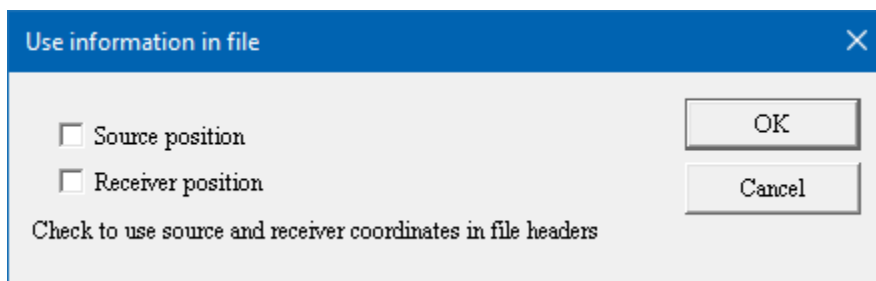 Use information in file
Source position
OK
Receiver position
Cancel
Check to use source and receiver coordinates in file headers